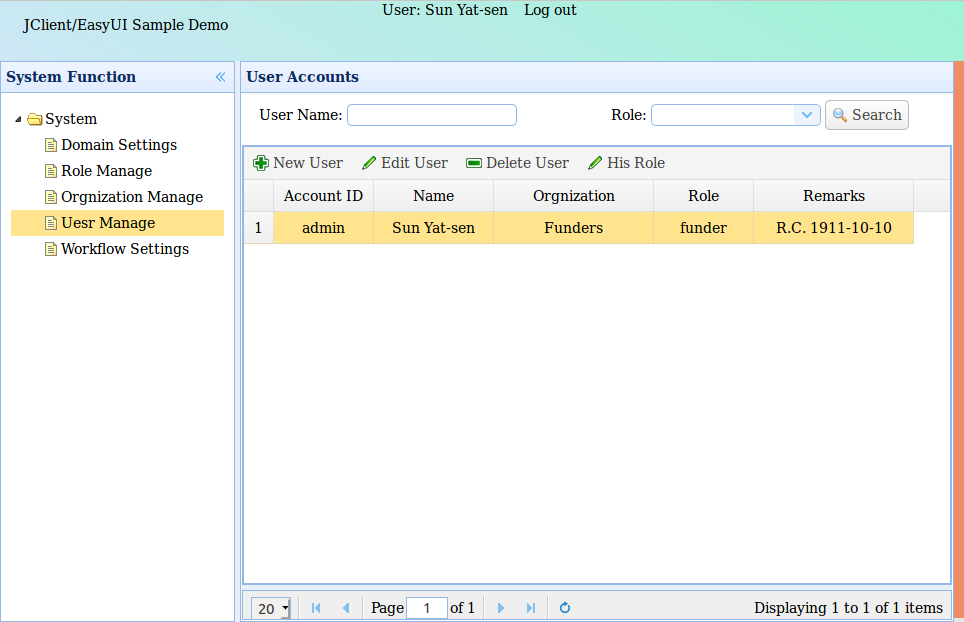 User: Sun Yat-sen Log out
JClient/EasyUI Sample Demo
System Function
System
Domain Settings
Role Manage
Orgnization Manage
Uesr Manage
Workflow Settings
User Accounts
User Name: Role: Search
New User Edit User Delete User His Role
Account ID Name Orgnization Role Remarks
1 admin Sun Yat-sen Funders funder R.C. 1911-10-10
20 Page 1 of 1 Displaying 1 to 1 of 1 items